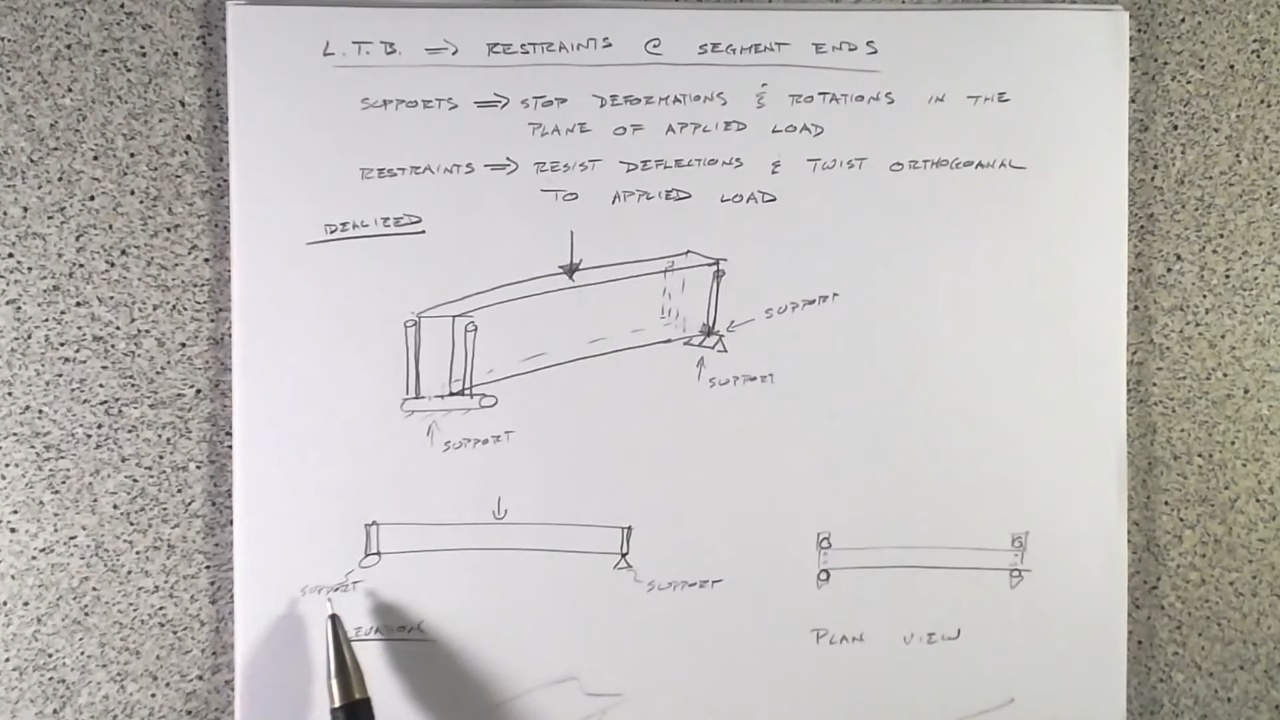 L.T.B. ⇒ RESTRAINTS @ SEGMENT ENDS
SUPPORTS ⇒ STOP DEFORMATIONS & ROTATIONS IN THE
PLANE OF APPLIED LOAD
RESTRAINTS ⇒ RESIST DEFLECTIONS & TWIST ORTHOGOANAL
TO APPLIED LOAD
IDEALIZED
SUPPORT
SUPPORT
SUPPORT
SUPPORT
SUPPORT
PLAN VIEW